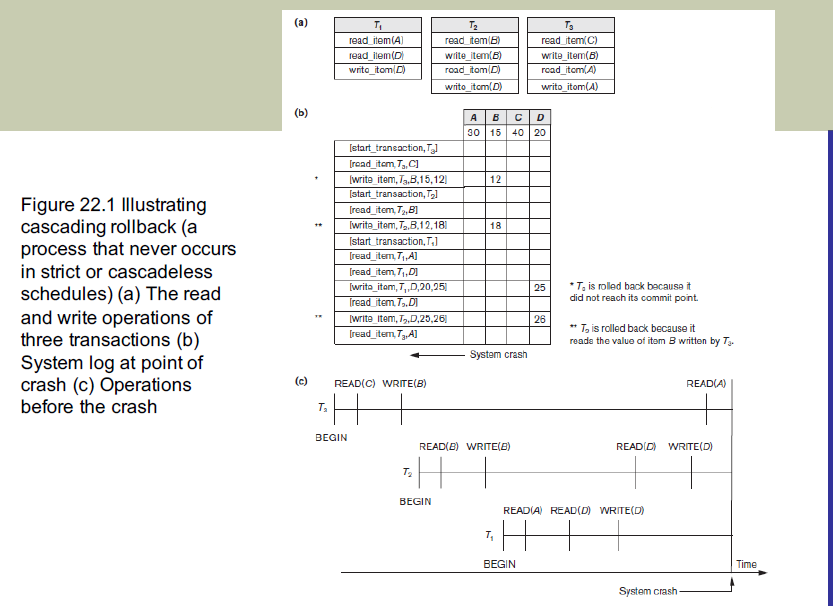 Figure 22.1 Illustrating
cascading rollback (a
process that never occurs
in strict or cascadeless
schedules) (a) The read
and write operations of
three transactions (b)
System log at point of
crash (c) Operations
before the crash
(a)
T1 T2 T3
read_item(A) read_item(B) read_item(C)
read_item(D) write_item(B) write_item(B)
write_item(D) read_item(D) read_item(A)
write_item(D) write_item(A)
(b)
A B C D
30 15 40 20
[start_transaction,T3]
[read_item,T3,C]
* [write_item,T3,B,15,12] 12
[start_transaction,T2]
[read_item,T2,B]
** [write_item,T2,B,12,18] 18
[start_transaction,T1]
[read_item,T1,A]
[read_item,T1,D]
[write_item,T1,D,20,25] 25
[read_item,T2,D]
** [write_item,T2,D,25,26] 26
[read_item,T3,A]
System crash
* T3 is rolled back because it
did not reach its commit point.
** T2 is rolled back because it
reads the value of item B written by T3.
(c)
READ(C) WRITE(B) READ(A)
T3
BEGIN
READ(B) WRITE(B) READ(D) WRITE(D)
T2
BEGIN
READ(A) READ(D) WRITE(D)
T1
BEGIN
Time
System crash